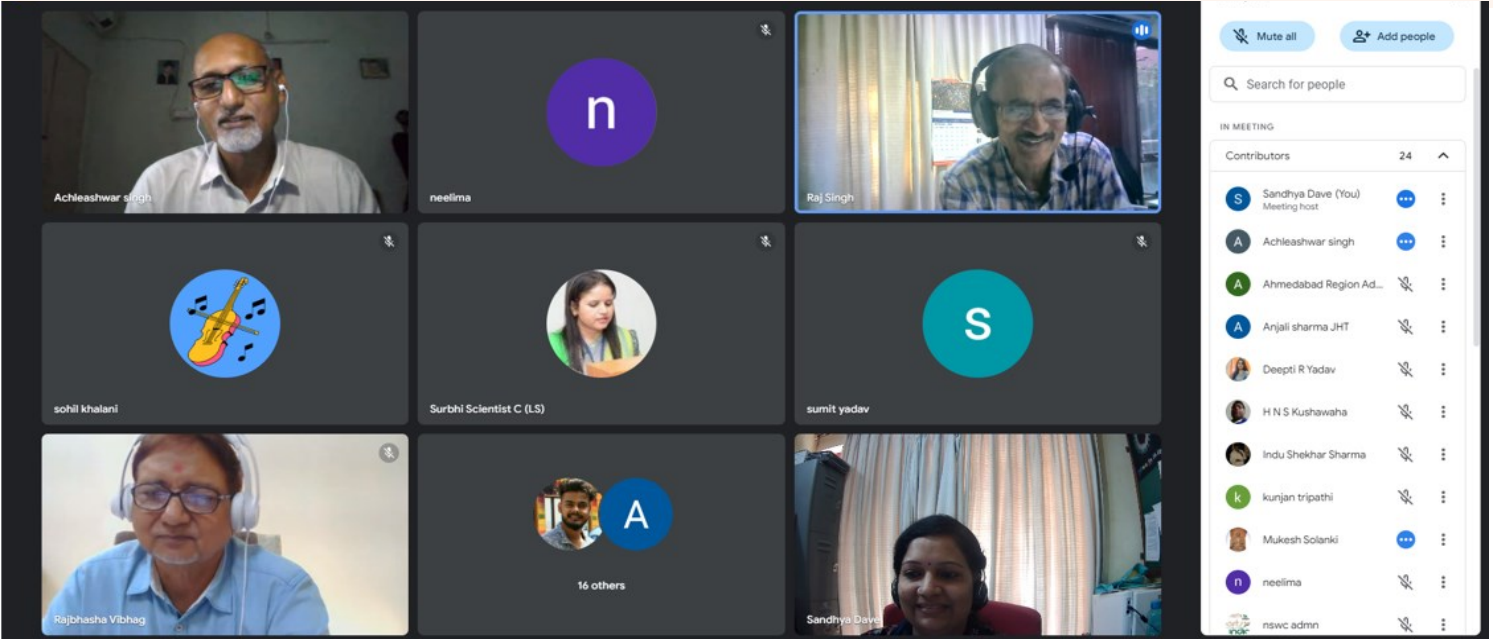 Achleashwar singh
n
neelima
Raj Singh
sohil khalani
Surbhi Scientist C (LS)
s
sumit yadav
Rajbhasha Vibhag
A
16 others
Sandhya Dave
Mute all
Add people
Search for people
IN MEETING
Contributors 24
S Sandhya Dave (You)
Meeting host
A Achleashwar singh
A Ahmedabad Region Ad...
A Anjali sharma JHT
Deepti R Yadav
H N S Kushawaha
Indu Shekhar Sharma
k kunjan tripathi
Mukesh Solanki
n neelima
nswc admn